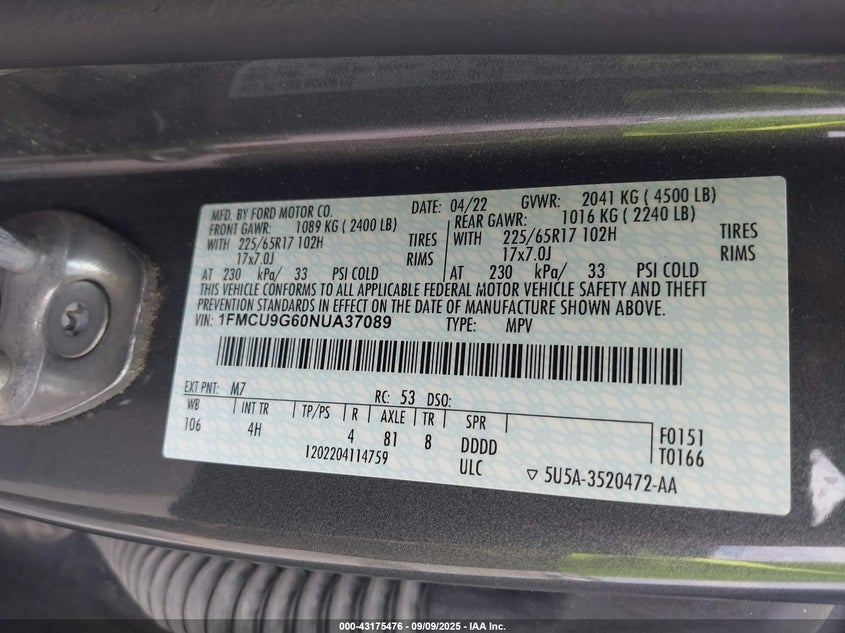 MFD. BY FORD MOTOR CO. DATE: 04/22 GVWR: 2041 KG ( 4500 LB)
FRONT GAWR: 1089 KG ( 2400 LB) REAR GAWR: 1016 KG ( 2240 LB)
WITH 225/65R17 102H TIRES WITH 225/65R17 102H TIRES
17x7.0J RIMS 17x7.0J RIMS
AT 230 kPa/ 33 PSI COLD AT 230 kPa/ 33 PSI COLD
THIS VEHICLE CONFORMS TO ALL APPLICABLE FEDERAL MOTOR VEHICLE SAFETY AND THEFT
PREVENTION STANDARDS IN EFFECT ON THE DATE OF MANUFACTURE SHOWN ABOVE.
VIN: 1FMCU9G60NUA37089 TYPE: MPV
EXT PNT: M7 RC: 53 DSO:
WB INT TR TP/PS R AXLE TR SPR
106 4H 4 81 8 DDDD F0151
1202204114759 ULC T0166
5U5A-3520472-AA
000-43175476 - 09/09/2025 - IAA Inc.